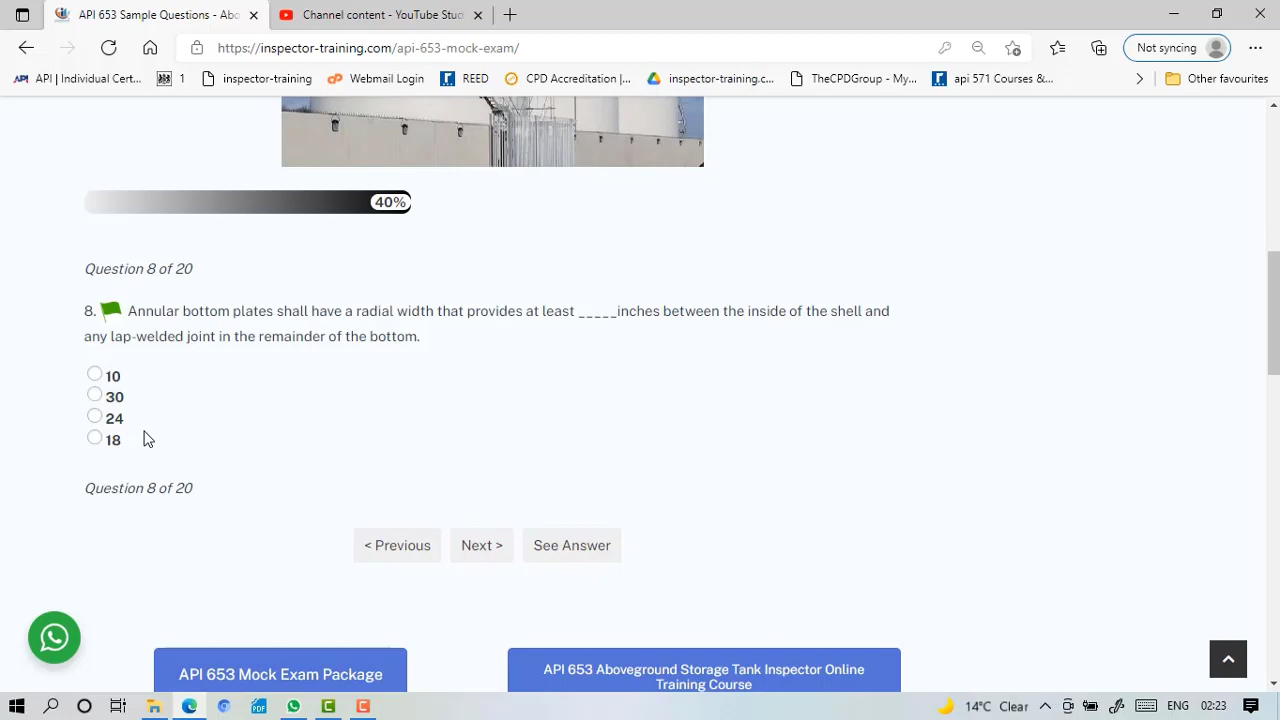 API 653 Sample Questions - Abo
Channel content - YouTube Stud
https://inspector-training.com/api-653-mock-exam/
Not syncing
API | Individual Cert...
1
inspector-training
Webmail Login
REED
CPD Accreditation |...
inspector-training.c...
TheCPDGroup - My...
api 571 Courses &...
Other favourites
40%
Question 8 of 20
8. Annular bottom plates shall have a radial width that provides at least _____inches between the inside of the shell and
any lap-welded joint in the remainder of the bottom.
10
30
24
18
Question 8 of 20
< Previous
Next >
See Answer
API 653 Mock Exam Package
API 653 Aboveground Storage Tank Inspector Online
Training Course
14°C Clear
ENG
02:23